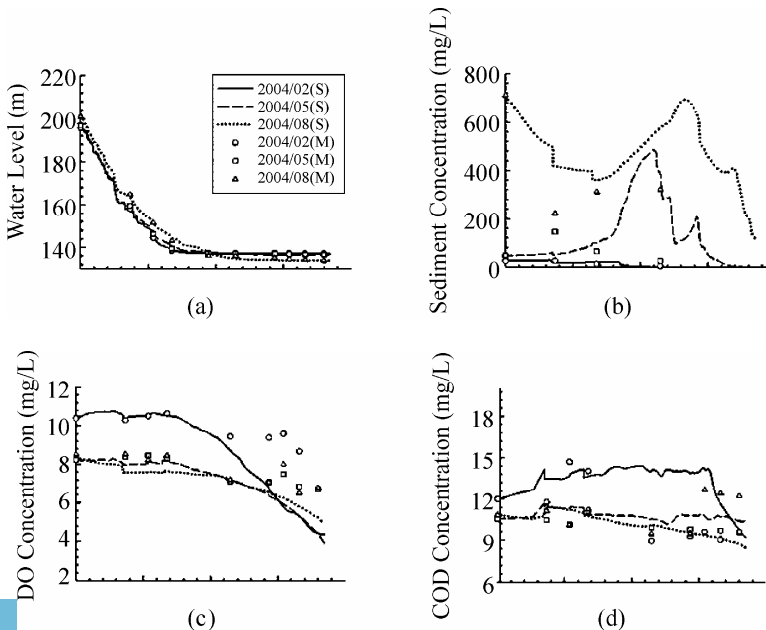 Water Level (m)
220
200
180
160
140
2004/02(S)
2004/05(S)
2004/08(S)
2004/02(M)
2004/05(M)
2004/08(M)
(a)
Sediment Concentration (mg/L)
800
600
400
200
0
(b)
DO Concentration (mg/L)
12
10
8
6
4
2
(c)
COD Concentration (mg/L)
18
15
12
9
6
(d)